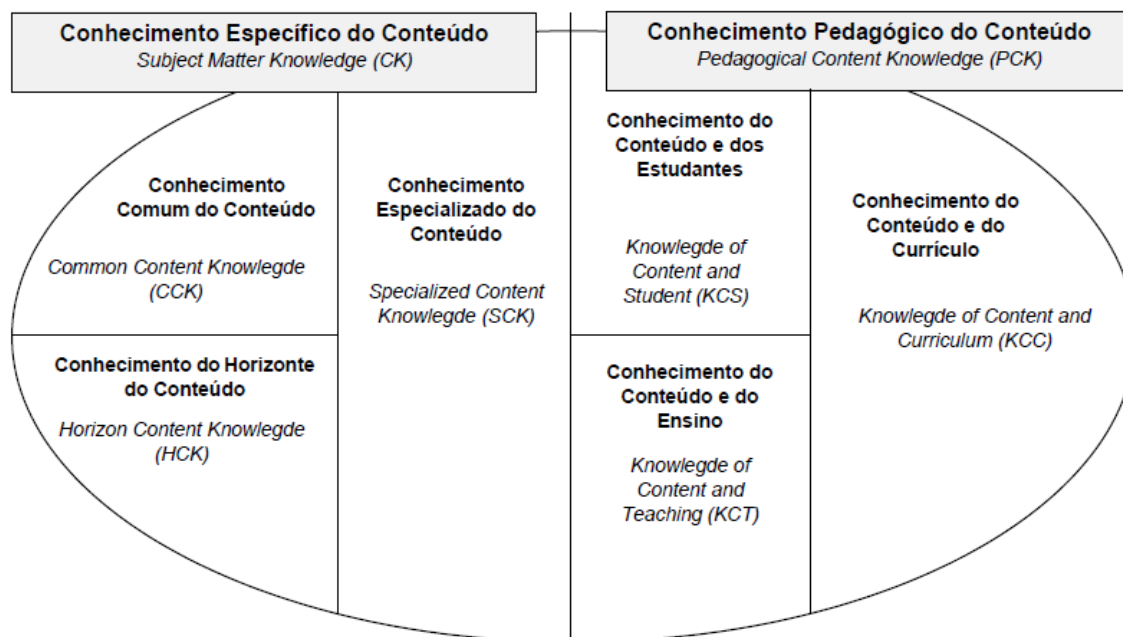 Conhecimento Específico do Conteúdo
Subject Matter Knowledge (CK)
Conhecimento Pedagógico do Conteúdo
Pedagogical Content Knowledge (PCK)
Conhecimento
Comum do Conteúdo
Common Content Knowlegde
(CCK)
Conhecimento do Horizonte
do Conteúdo
Horizon Content Knowlegde
(HCK)
Conhecimento
Especializado do
Conteúdo
Specialized Content
Knowlegde (SCK)
Conhecimento do
Conteúdo e dos
Estudantes
Knowlegde of
Content and
Student (KCS)
Conhecimento do
Conteúdo e do
Ensino
Knowlegde of
Content and
Teaching (KCT)
Conhecimento do
Conteúdo e do
Currículo
Knowlegde of Content and
Curriculum (KCC)